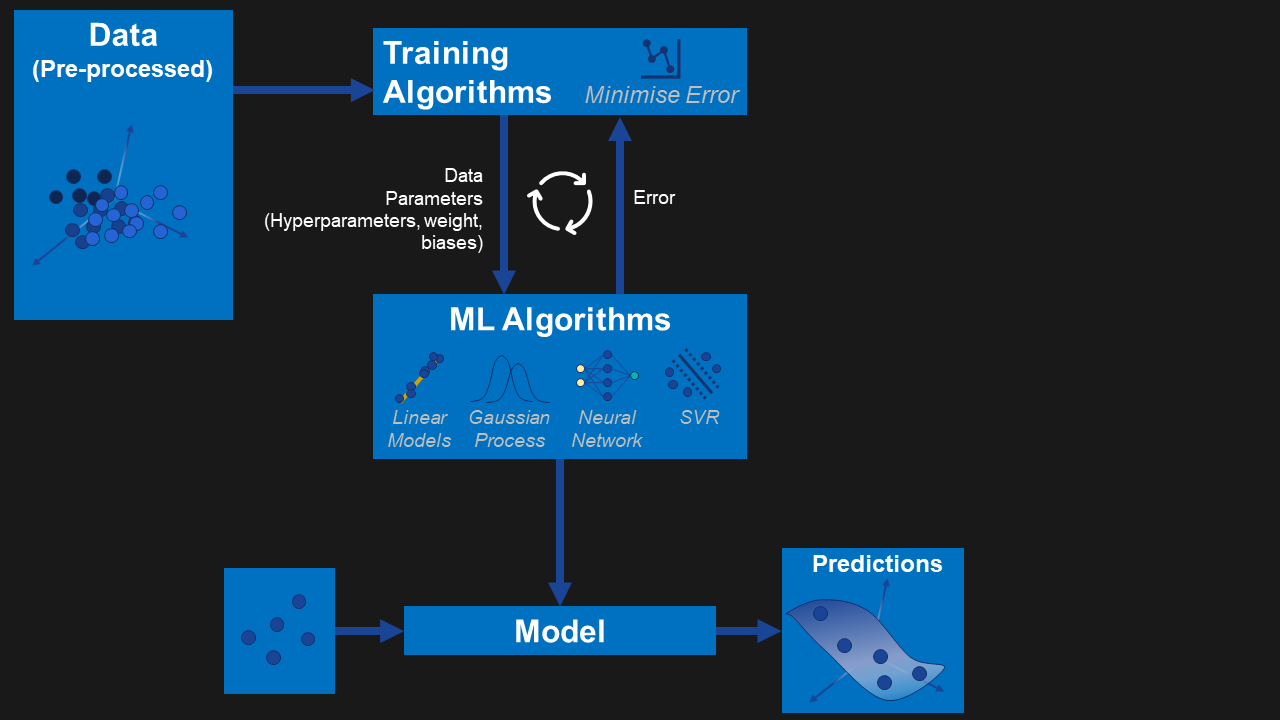 Data
(Pre-processed)
Training
Algorithms
Minimise Error
Data
Parameters
(Hyperparameters, weight,
biases)
Error
ML Algorithms
Linear
Models
Gaussian
Process
Neural
Network
SVR
Model
Predictions